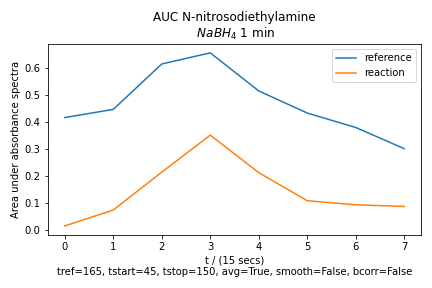 AUC N-nitrosodiethylamine
NaBH₄ 1 min
reference
reaction
Area under absorbance spectra
0.6
0.5
0.4
0.3
0.2
0.1
0.0
0 1 2 3 4 5 6 7
t / (15 secs)
tref=165, tstart=45, tstop=150, avg=True, smooth=False, bcorr=False